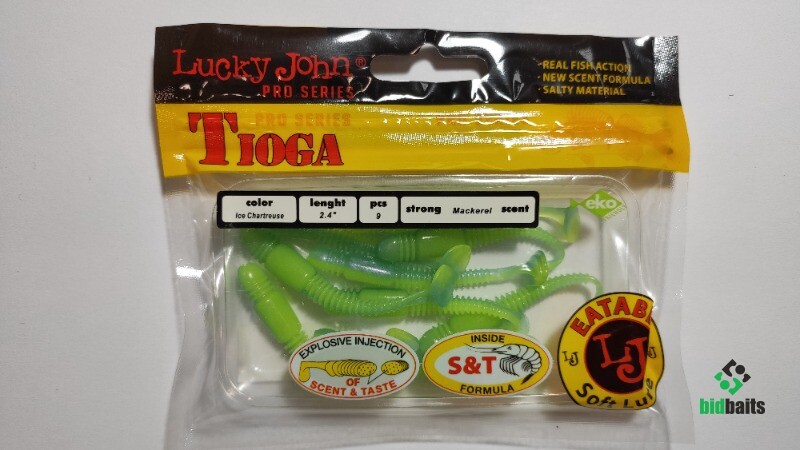 Lucky John®
PRO SERIES
REAL FISH ACTION
NEW SCENT FORMULA
SALTY MATERIAL
PRO SERIES
TIOGA
color
Ice Chartreuse
lenght
2.4"
pcs
9
strong Mackerel scent
eko
EXPLOSIVE INJECTION
OF
SCENT & TASTE
INSIDE
S&T
FORMULA
EATABL
LJ LJ LJ
Soft Lure
bidbaits